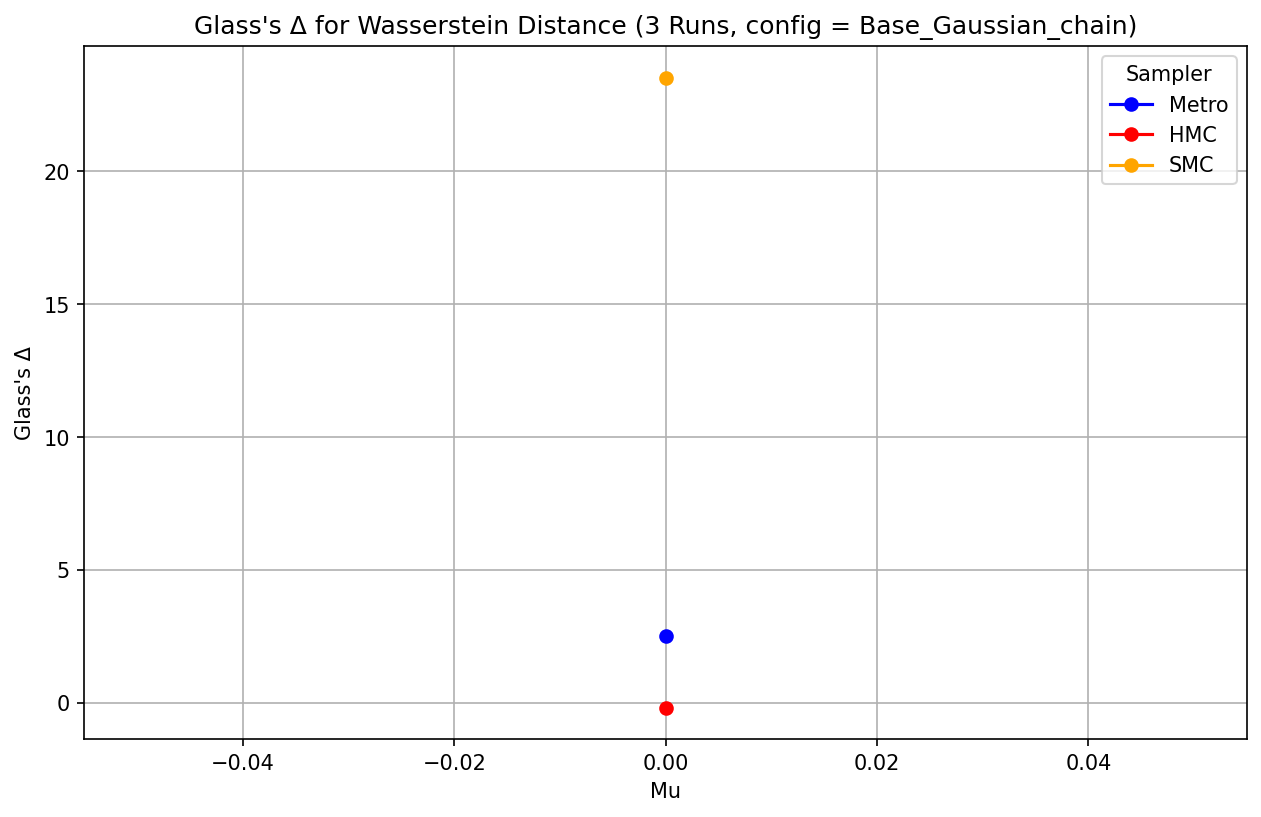 Glass's Δ for Wasserstein Distance (3 Runs, config = Base_Gaussian_chain)
Sampler
Metro
HMC
SMC
Glass's Δ
20
15
10
5
0
−0.04
−0.02
0.00
0.02
0.04
Mu